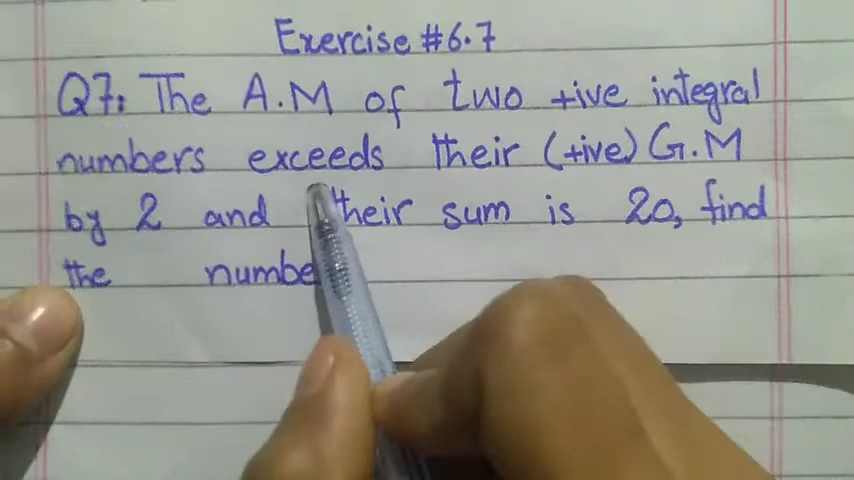 Exercise #6.7
Q7: The A.M of two +ive integral
numbers exceeds their (+ive) G.M
by 2 and their sum is 20, find
the